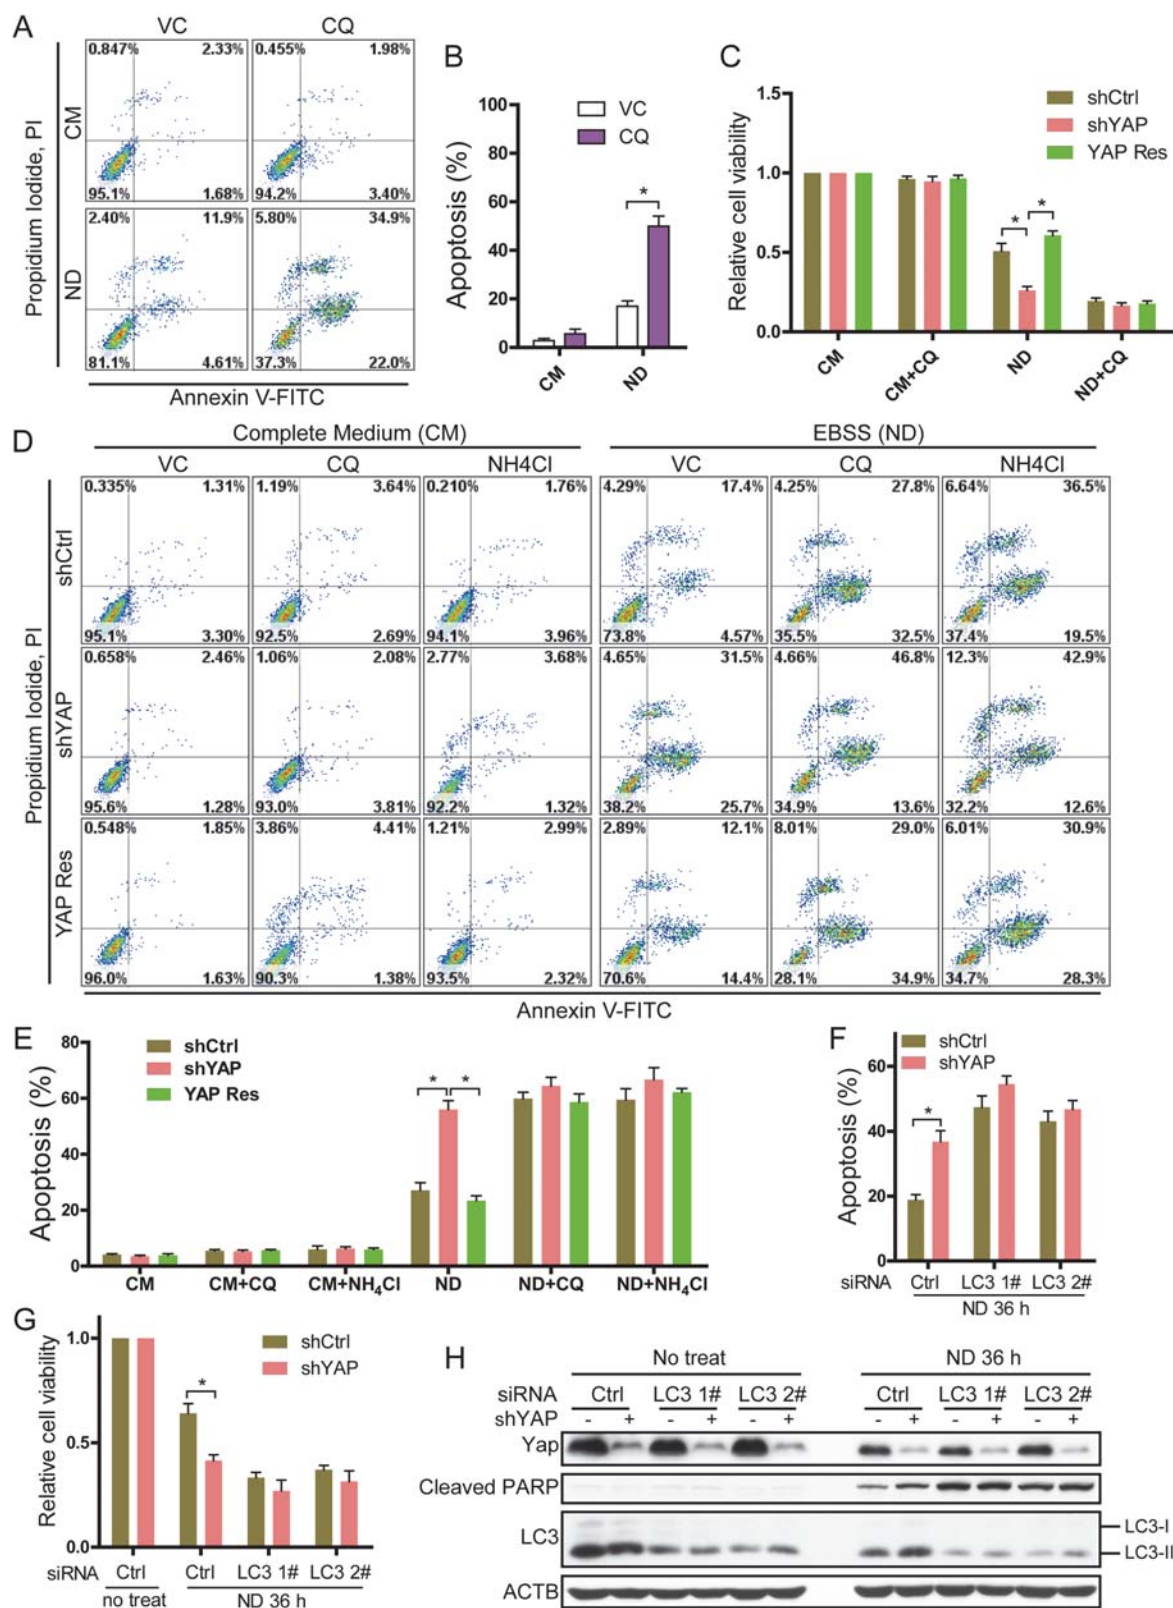 A
VC
CQ
0.847%
2.33%
0.455%
1.98%
CM
95.1%
1.68%
94.2%
3.40%
2.40%
11.9%
5.80%
34.9%
ND
81.1%
4.61%
37.3%
22.0%
Propidium Iodide, PI
Annexin V-FITC
B
Apoptosis (%)
100
80
60
40
20
0
VC
CQ
*
CM
ND
C
Relative cell viability
1.5
1.0
0.5
0.0
shCtrl
shYAP
YAP Res
*
*
CM
CM+CQ
ND
ND+CQ
D
Complete Medium (CM)
EBSS (ND)
VC
CQ
NH4Cl
VC
CQ
NH4Cl
Propidium Iodide, PI
shCtrl
0.335%
1.31%
1.19%
3.64%
0.210%
1.76%
4.29%
17.4%
4.25%
27.8%
6.64%
36.5%
95.1%
3.30%
92.5%
2.69%
94.1%
3.96%
73.8%
4.57%
35.5%
32.5%
37.4%
19.5%
shYAP
0.658%
2.46%
1.06%
2.08%
2.77%
3.68%
4.65%
31.5%
4.66%
46.8%
12.3%
42.9%
95.6%
1.28%
93.0%
3.81%
92.2%
1.32%
38.2%
25.7%
34.9%
13.6%
32.2%
12.6%
YAP Res
0.548%
1.85%
3.86%
4.41%
1.21%
2.99%
2.89%
12.1%
8.01%
29.0%
6.01%
30.9%
96.0%
1.63%
90.3%
1.38%
93.5%
2.32%
70.6%
14.4%
28.1%
34.9%
34.7%
28.3%
Annexin V-FITC
E
Apoptosis (%)
80
60
40
20
0
shCtrl
shYAP
YAP Res
*
*
CM
CM+CQ
CM+NH₄Cl
ND
ND+CQ
ND+NH₄Cl
F
Apoptosis (%)
60
40
20
0
shCtrl
shYAP
*
siRNA
Ctrl
LC3 1#
LC3 2#
ND 36 h
G
Relative cell viability
1.0
0.5
0.0
shCtrl
shYAP
*
siRNA
Ctrl
Ctrl
LC3 1#
LC3 2#
no treat
ND 36 h
H
No treat
ND 36 h
siRNA
Ctrl
LC3 1#
LC3 2#
Ctrl
LC3 1#
LC3 2#
shYAP
- + - + - + - + - + - +
Yap
Cleaved PARP
LC3
LC3-I
LC3-II
ACTB